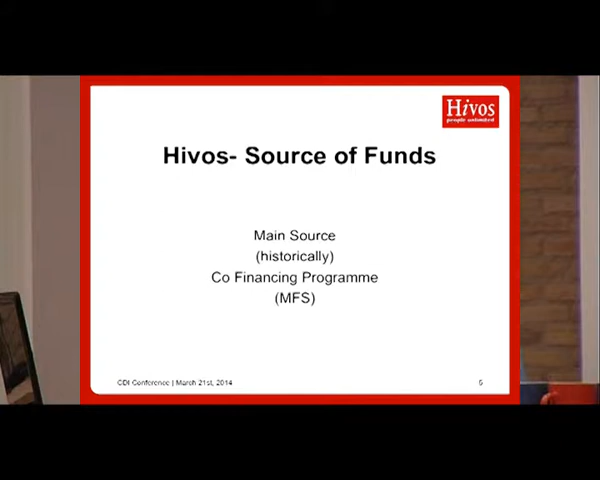 Hivos
people unlimited
Hivos- Source of Funds
Main Source
(historically)
Co Financing Programme
(MFS)
CDI Conference | March 21st, 2014
5